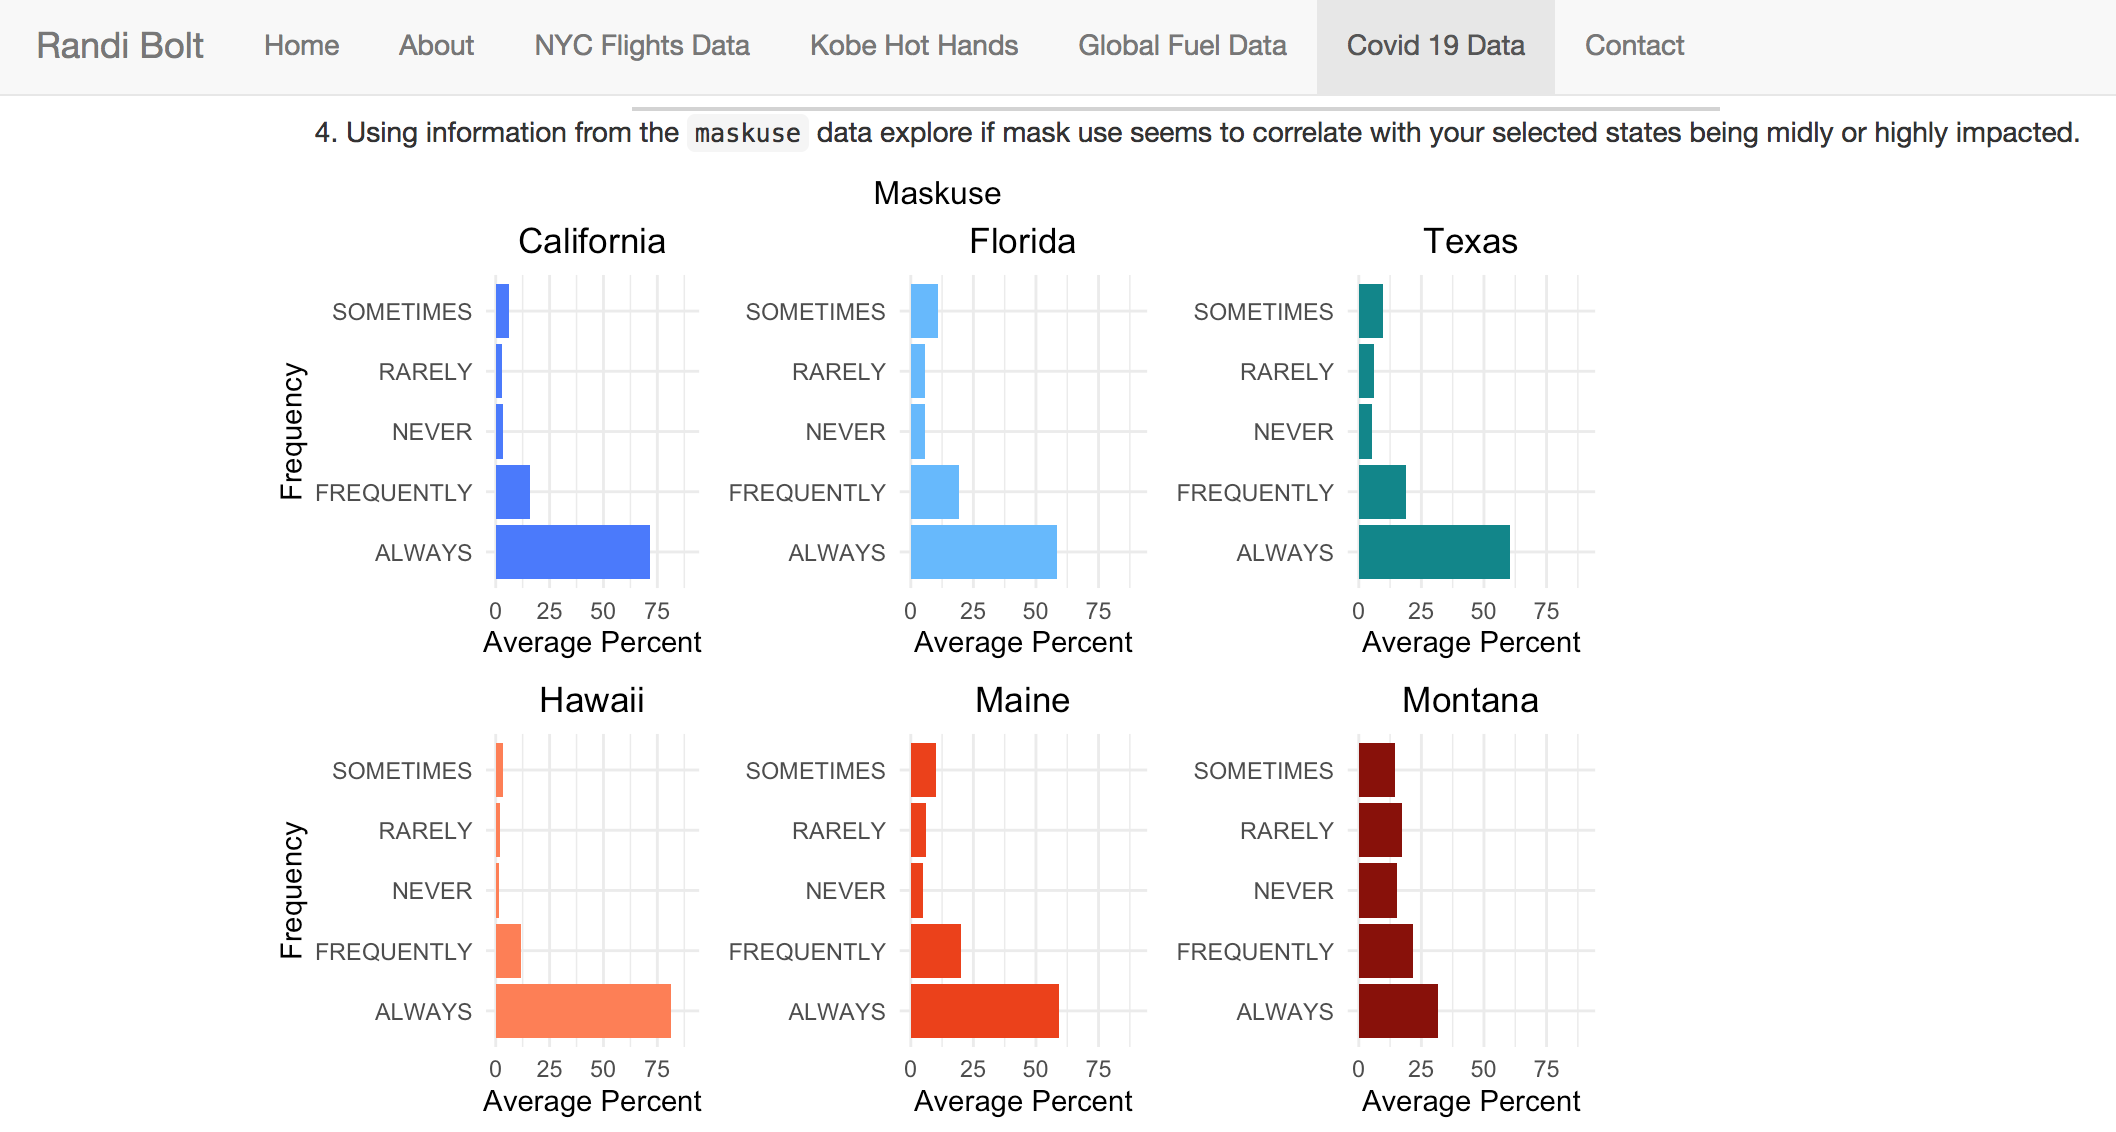 Randi Bolt Home About NYC Flights Data Kobe Hot Hands Global Fuel Data Covid 19 Data Contact
4. Using information from the maskuse data explore if mask use seems to correlate with your selected states being midly or highly impacted.
Maskuse
California
Frequency
SOMETIMES
RARELY
NEVER
FREQUENTLY
ALWAYS
0 25 50 75
Average Percent
Florida
SOMETIMES
RARELY
NEVER
FREQUENTLY
ALWAYS
0 25 50 75
Average Percent
Texas
SOMETIMES
RARELY
NEVER
FREQUENTLY
ALWAYS
0 25 50 75
Average Percent
Hawaii
Frequency
SOMETIMES
RARELY
NEVER
FREQUENTLY
ALWAYS
0 25 50 75
Average Percent
Maine
SOMETIMES
RARELY
NEVER
FREQUENTLY
ALWAYS
0 25 50 75
Average Percent
Montana
SOMETIMES
RARELY
NEVER
FREQUENTLY
ALWAYS
0 25 50 75
Average Percent